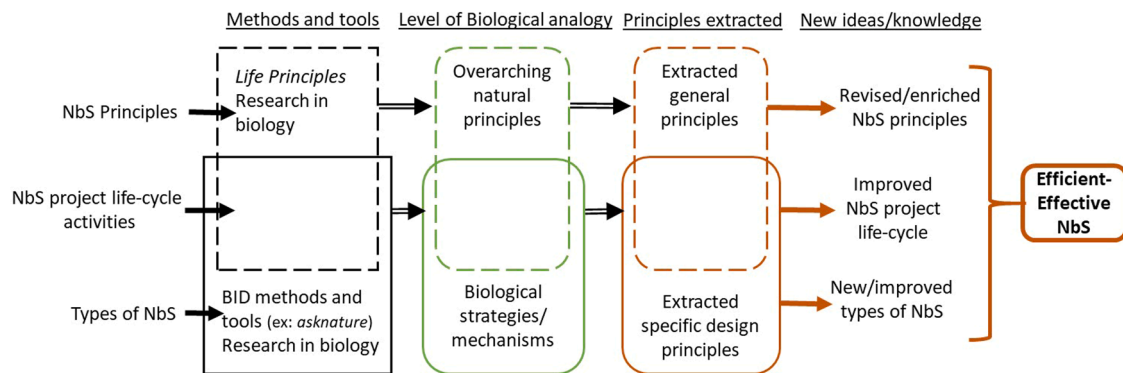 Methods and tools
Level of Biological analogy
Principles extracted
New ideas/knowledge
NbS Principles
Life Principles
Research in
biology
Overarching
natural
principles
Extracted
general
principles
Revised/enriched
NbS principles
NbS project life-cycle
activities
Improved
NbS project
life-cycle
Efficient-
Effective
NbS
Types of NbS
BID methods and
tools (ex: asknature)
Research in biology
Biological
strategies/
mechanisms
Extracted
specific design
principles
New/improved
types of NbS